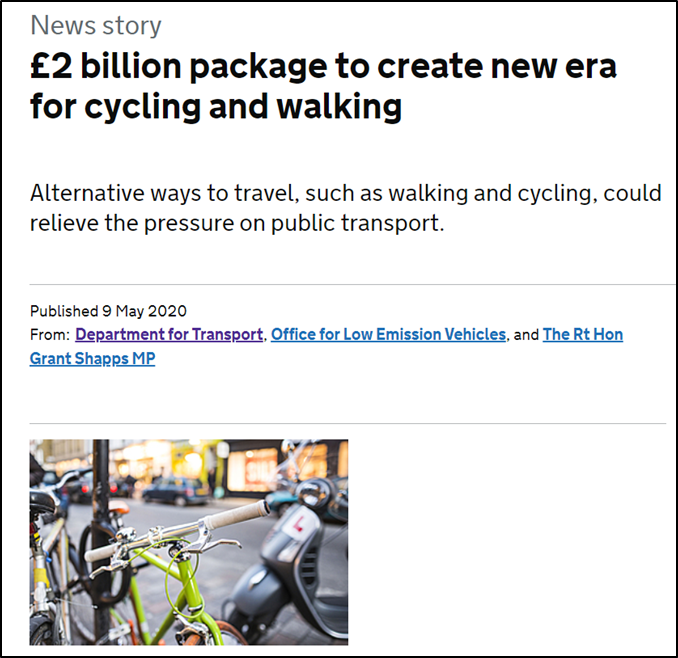 News story
£2 billion package to create new era
for cycling and walking
Alternative ways to travel, such as walking and cycling, could
relieve the pressure on public transport.
Published 9 May 2020
From: Department for Transport, Office for Low Emission Vehicles, and The Rt Hon
Grant Shapps MP
L